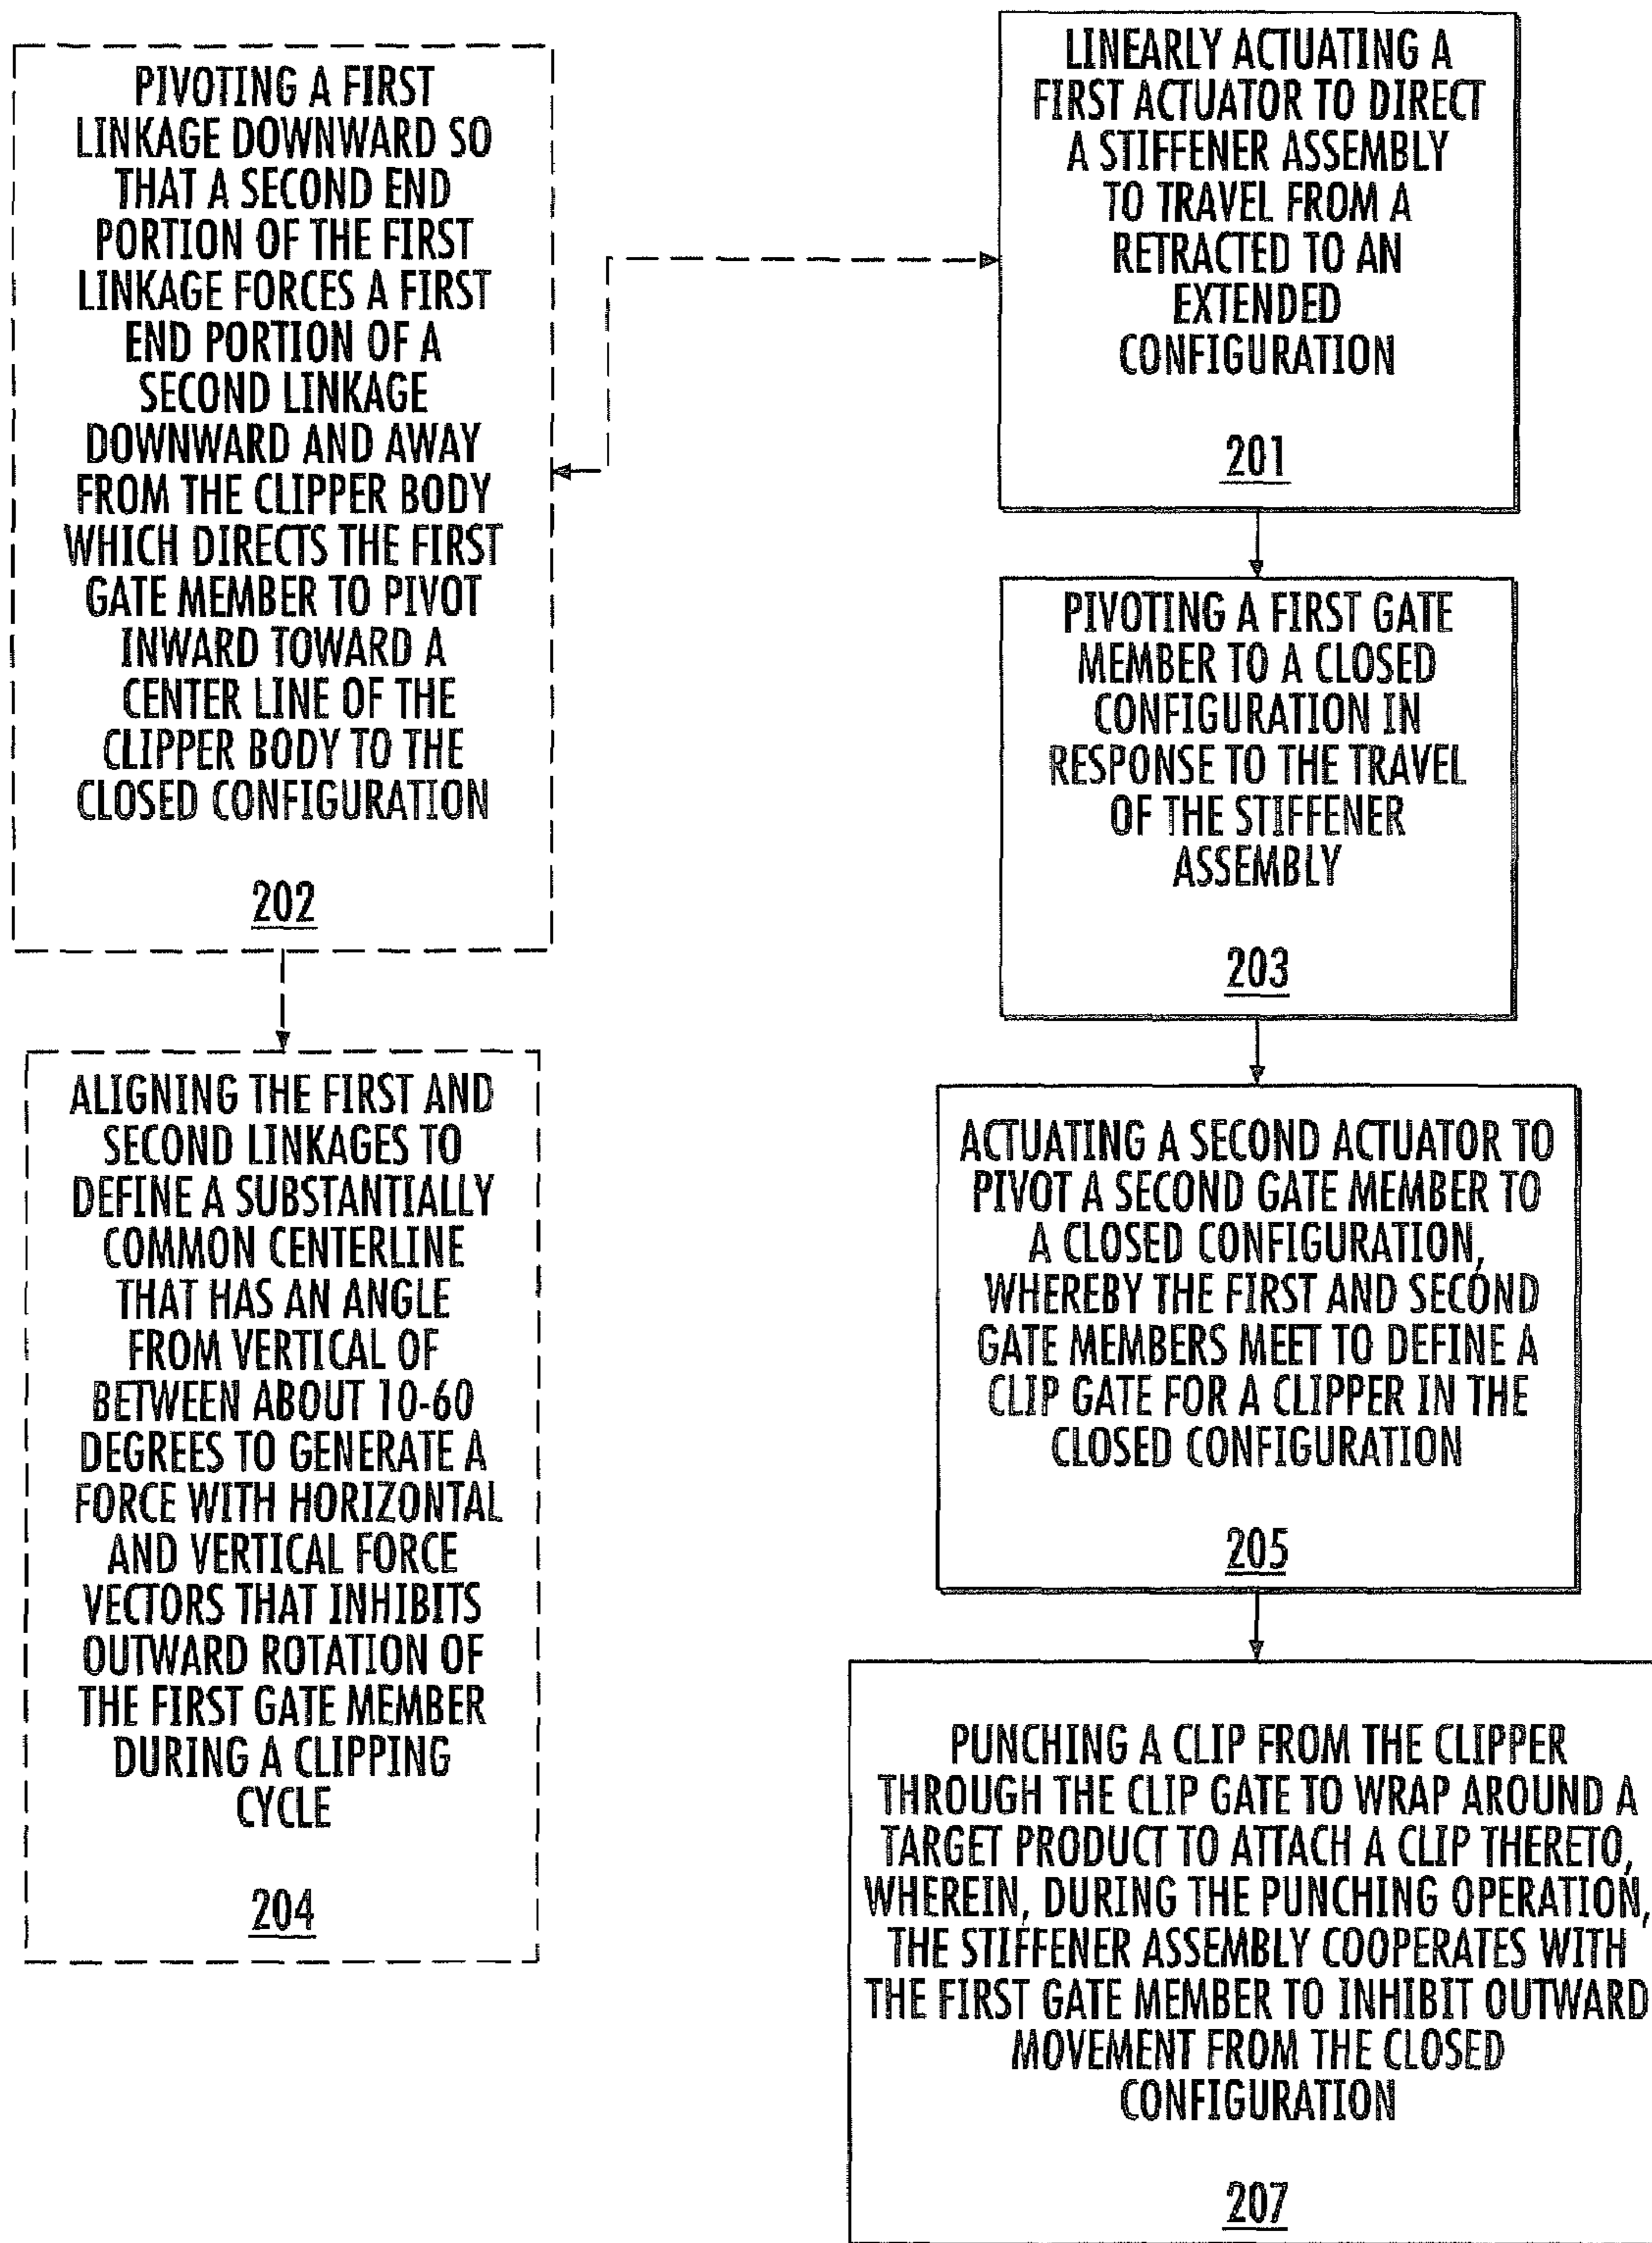 PIVOTING A FIRST
LINKAGE DOWNWARD SO
THAT A SECOND END
PORTION OF THE FIRST
LINKAGE FORCES A FIRST
END PORTION OF A
SECOND LINKAGE
DOWNWARD AND AWAY
FROM THE CLIPPER BODY
WHICH DIRECTS THE FIRST
GATE MEMBER TO PIVOT
INWARD TOWARD A
CENTER LINE OF THE
CLIPPER BODY TO THE
CLOSED CONFIGURATION
202
ALIGNING THE FIRST AND
SECOND LINKAGES TO
DEFINE A SUBSTANTIALLY
COMMON CENTERLINE
THAT HAS AN ANGLE
FROM VERTICAL OF
BETWEEN ABOUT 10-60
DEGREES TO GENERATE A
FORCE WITH HORIZONTAL
AND VERTICAL FORCE
VECTORS THAT INHIBITS
OUTWARD ROTATION OF
THE FIRST GATE MEMBER
DURING A CLIPPING
CYCLE
204
LINEARLY ACTUATING A
FIRST ACTUATOR TO DIRECT
A STIFFENER ASSEMBLY
TO TRAVEL FROM A
RETRACTED TO AN
EXTENDED
CONFIGURATION
201
PIVOTING A FIRST GATE
MEMBER TO A CLOSED
CONFIGURATION IN
RESPONSE TO THE TRAVEL
OF THE STIFFENER
ASSEMBLY
203
ACTUATING A SECOND ACTUATOR TO
PIVOT A SECOND GATE MEMBER TO
A CLOSED CONFIGURATION,
WHEREBY THE FIRST AND SECOND
GATE MEMBERS MEET TO DEFINE A
CLIP GATE FOR A CLIPPER IN THE
CLOSED CONFIGURATION
205
PUNCHING A CLIP FROM THE CLIPPER
THROUGH THE CLIP GATE TO WRAP AROUND A
TARGET PRODUCT TO ATTACH A CLIP THERETO,
WHEREIN, DURING THE PUNCHING OPERATION,
THE STIFFENER ASSEMBLY COOPERATES WITH
THE FIRST GATE MEMBER TO INHIBIT OUTWARD
MOVEMENT FROM THE CLOSED
CONFIGURATION
207